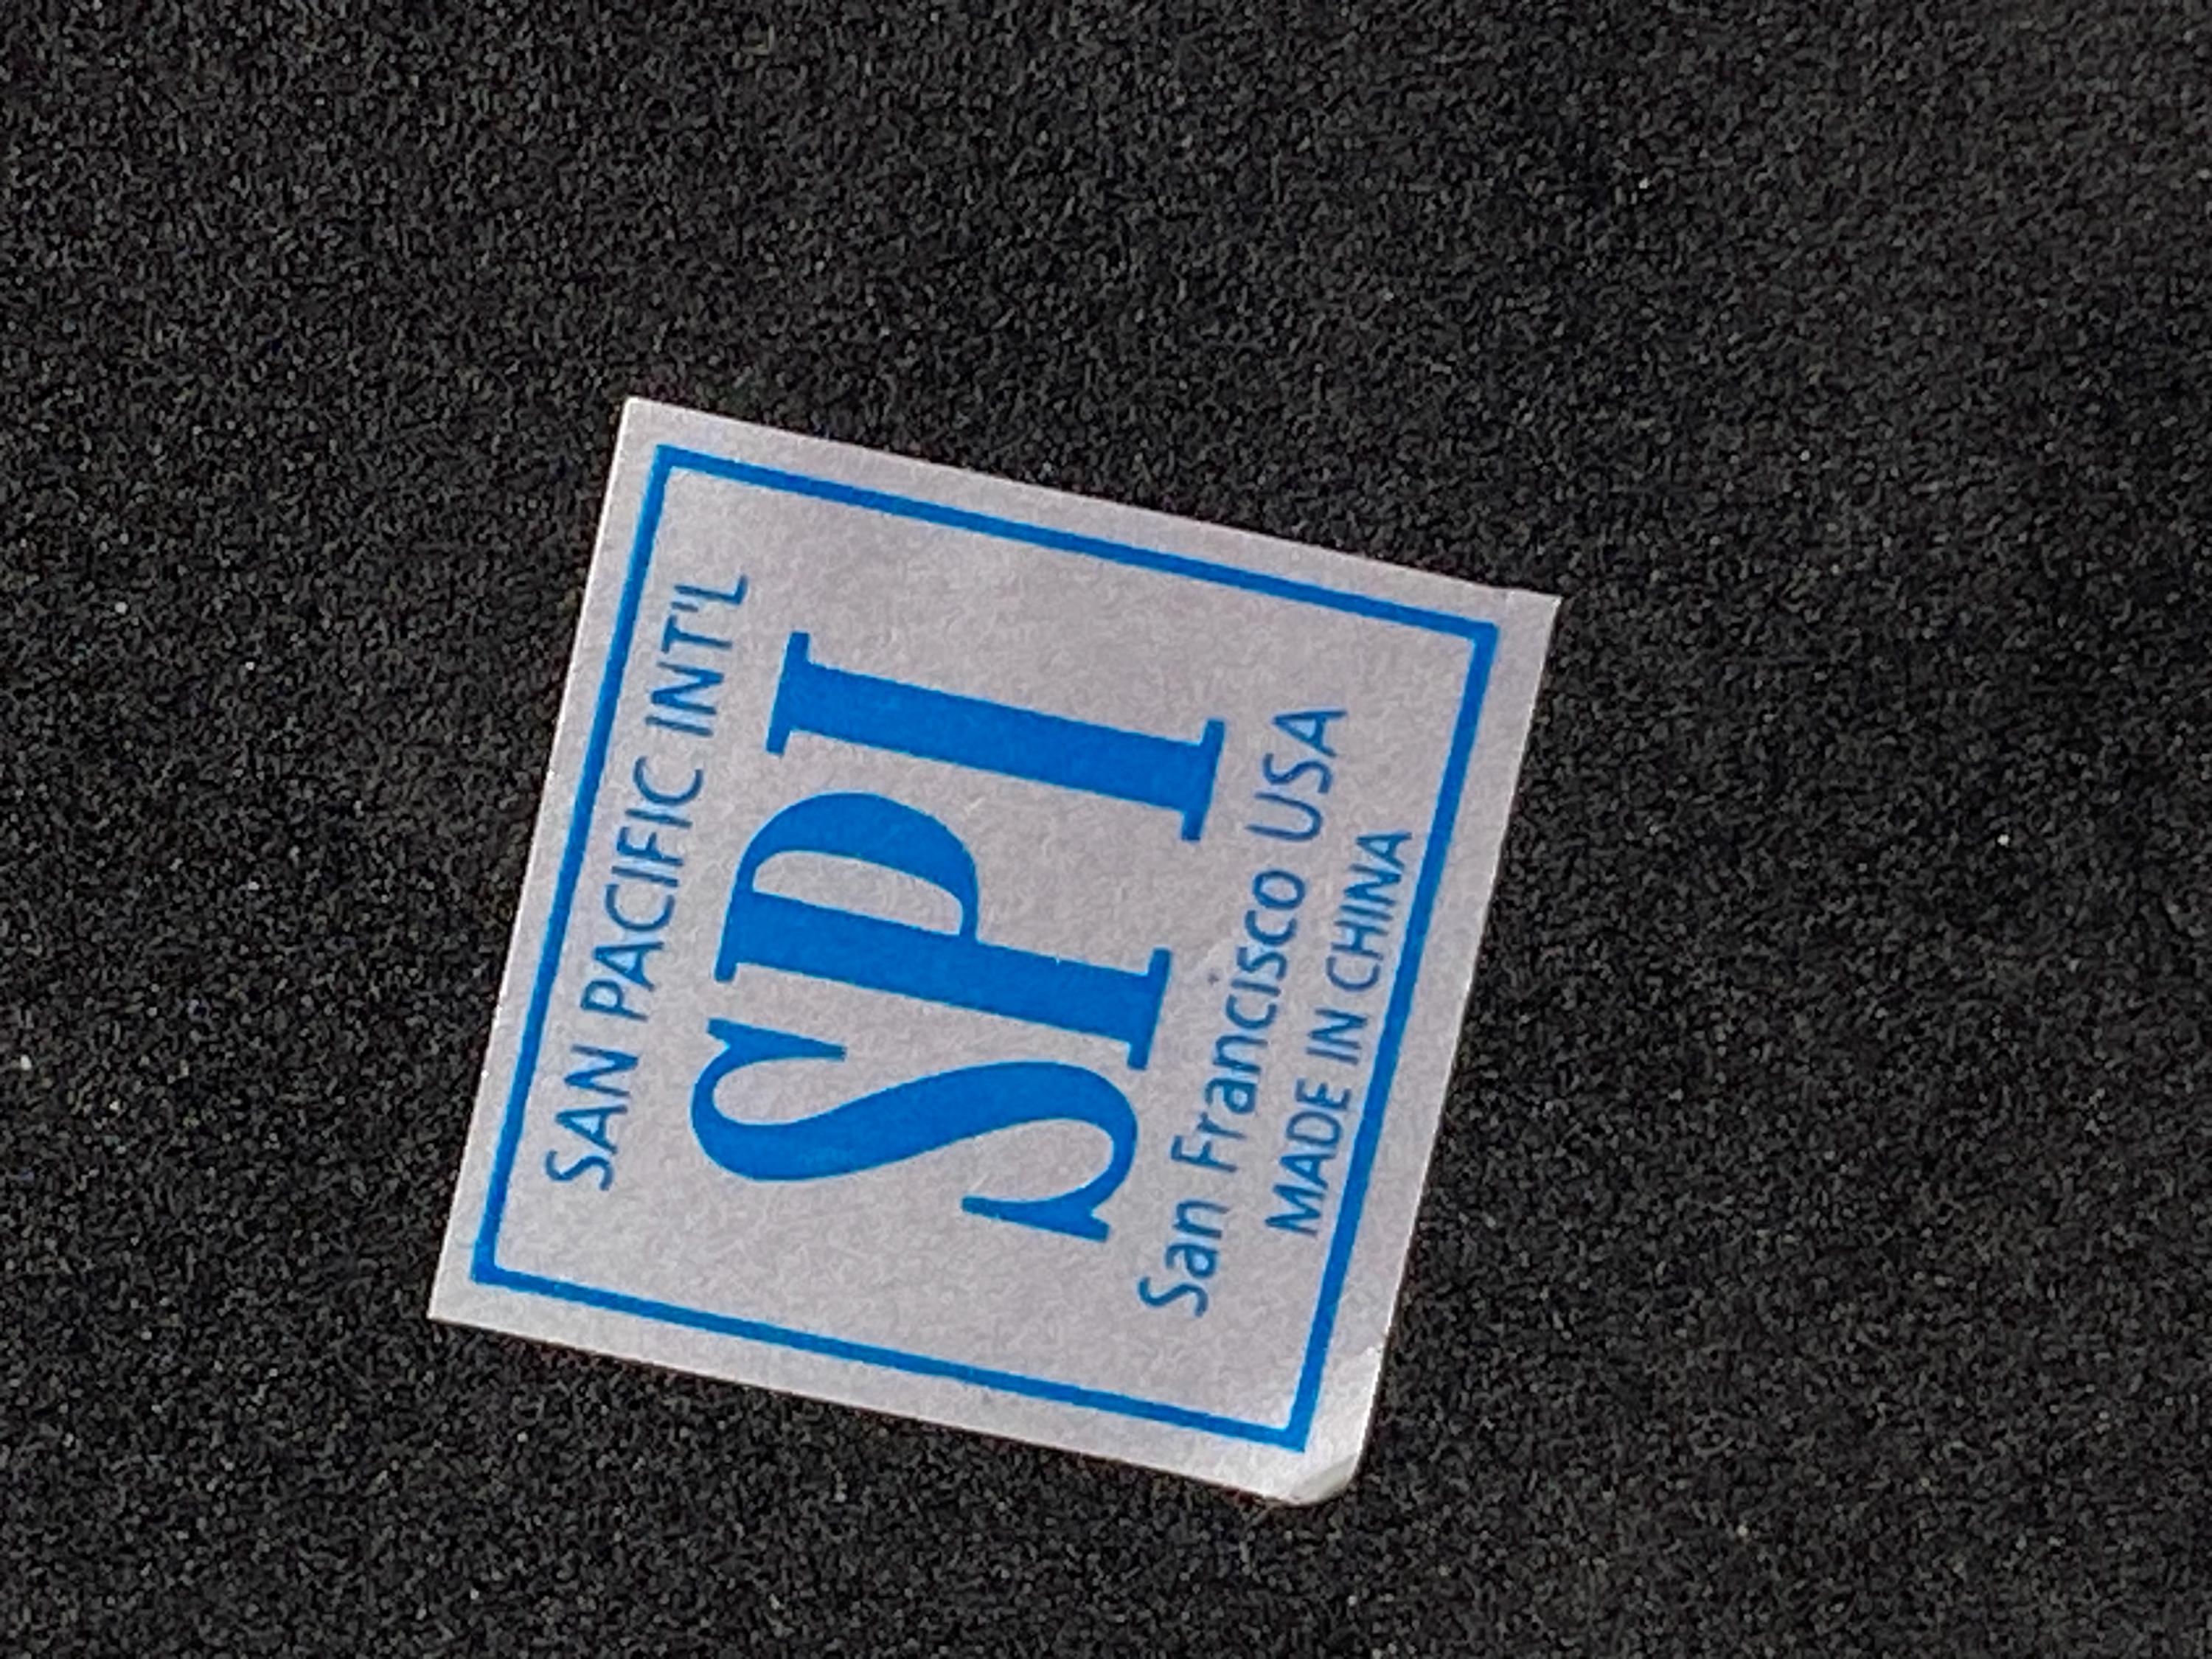 SAN PACIFIC INT'L
SPI
San Francisco USA
MADE IN CHINA